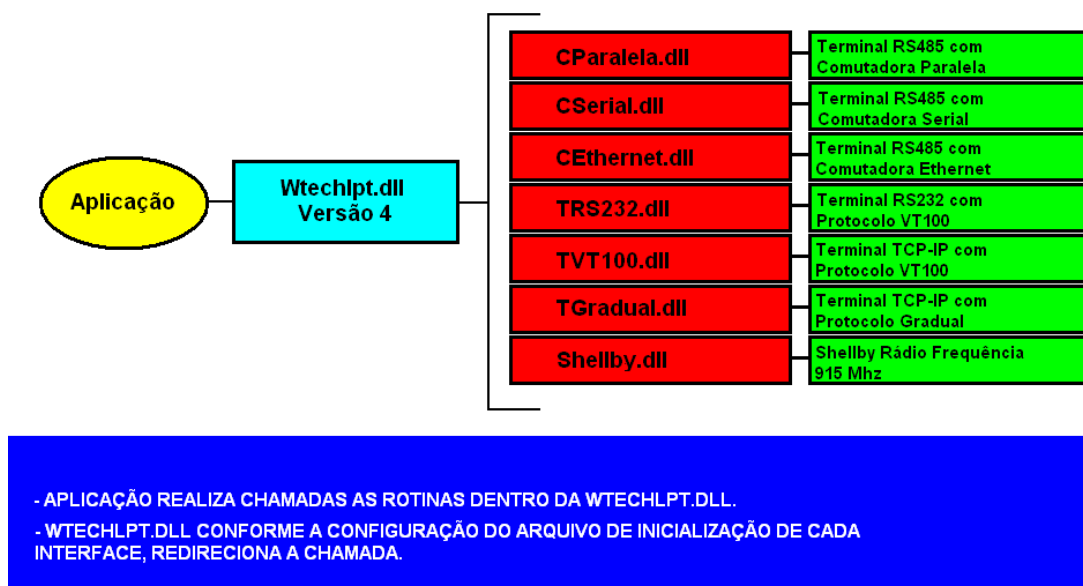 Aplicação
Wtechlpt.dll
Versão 4
CParalela.dll
Terminal RS485 com
Comutadora Paralela
CSerial.dll
Terminal RS485 com
Comutadora Serial
CEthernet.dll
Terminal RS485 com
Comutadora Ethernet
TRS232.dll
Terminal RS232 com
Protocolo VT100
TVT100.dll
Terminal TCP-IP com
Protocolo VT100
TGradual.dll
Terminal TCP-IP com
Protocolo Gradual
Shellby.dll
Shellby Rádio Frequência
915 Mhz
- APLICAÇÃO REALIZA CHAMADAS AS ROTINAS DENTRO DA WTECHLPT.DLL.
- WTECHLPT.DLL CONFORME A CONFIGURAÇÃO DO ARQUIVO DE INICIALIZAÇÃO DE CADA
INTERFACE, REDIRECIONA A CHAMADA.